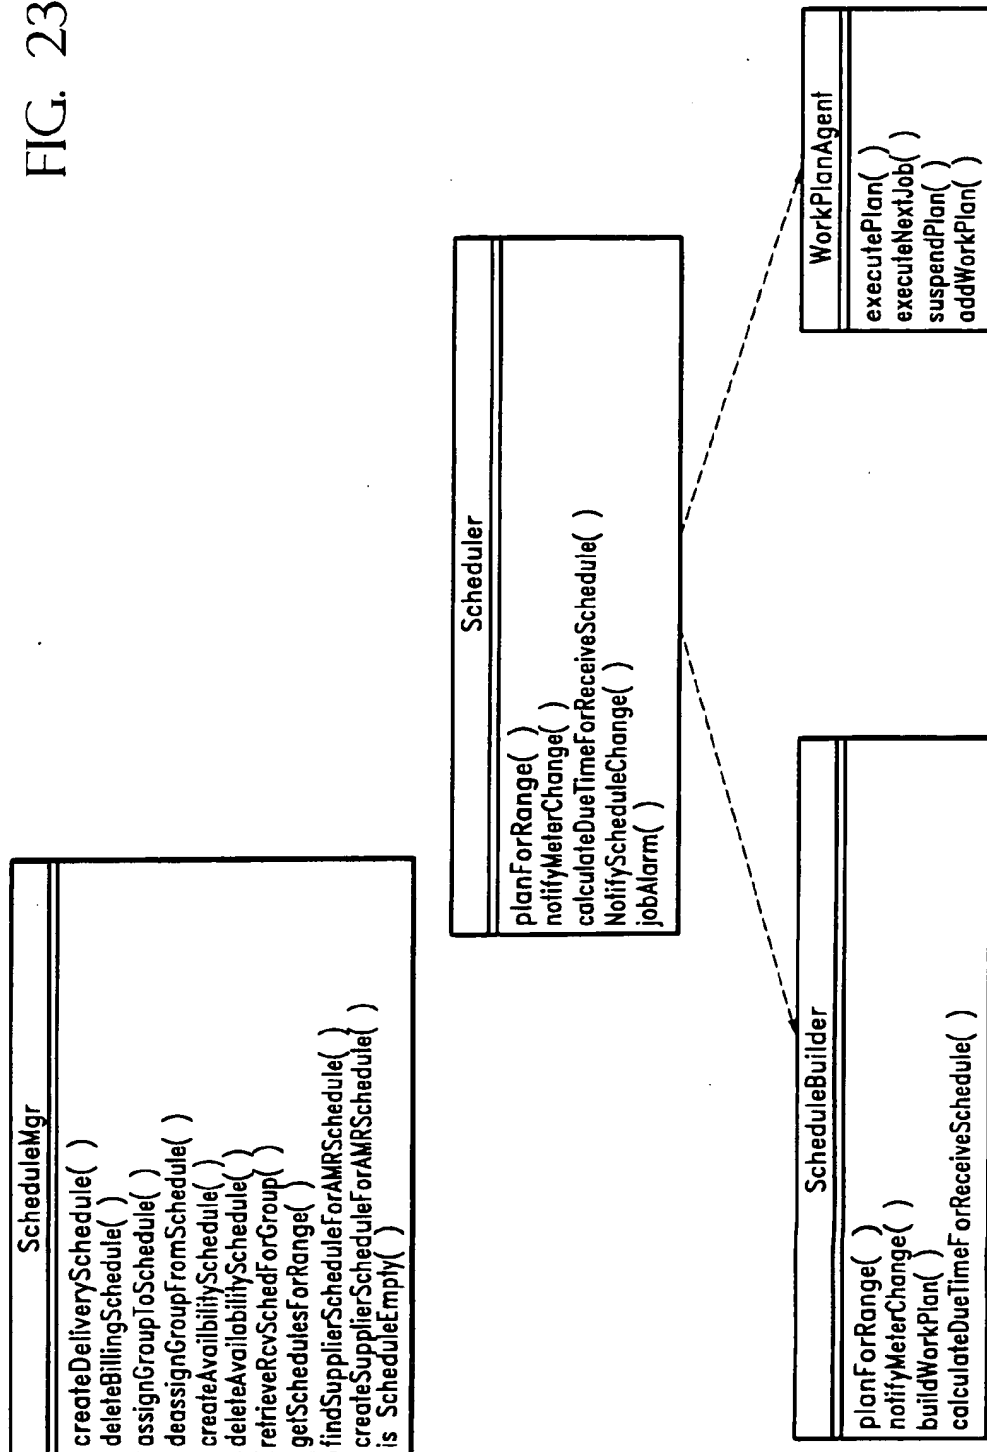 FIG. 23
ScheduleMgr
createDeliverySchedule( )
deleteBillingSchedule( )
assignGroupToSchedule( )
deassignGroupFromSchedule( )
createAvailbilitySchedule( )
deleteAvailabilitySchedule( )
retrieveRcvSchedForGroup( )
getSchedulesForRange( )
findSupplierScheduleForAMRSchedule( )
createSupplierScheduleForAMRSchedule( )
is ScheduleEmpty( )
Scheduler
planForRange( )
notifyMeterChange( )
calculateDueTimeForReceiveSchedule( )
NotifyScheduleChange( )
jobAlarm( )
ScheduleBuilder
planForRange( )
notifyMeterChange( )
buildWorkPlan( )
calculateDueTimeForReceiveSchedule( )
WorkPlanAgent
executePlan( )
executeNextJob( )
suspendPlan( )
addWorkPlan( )